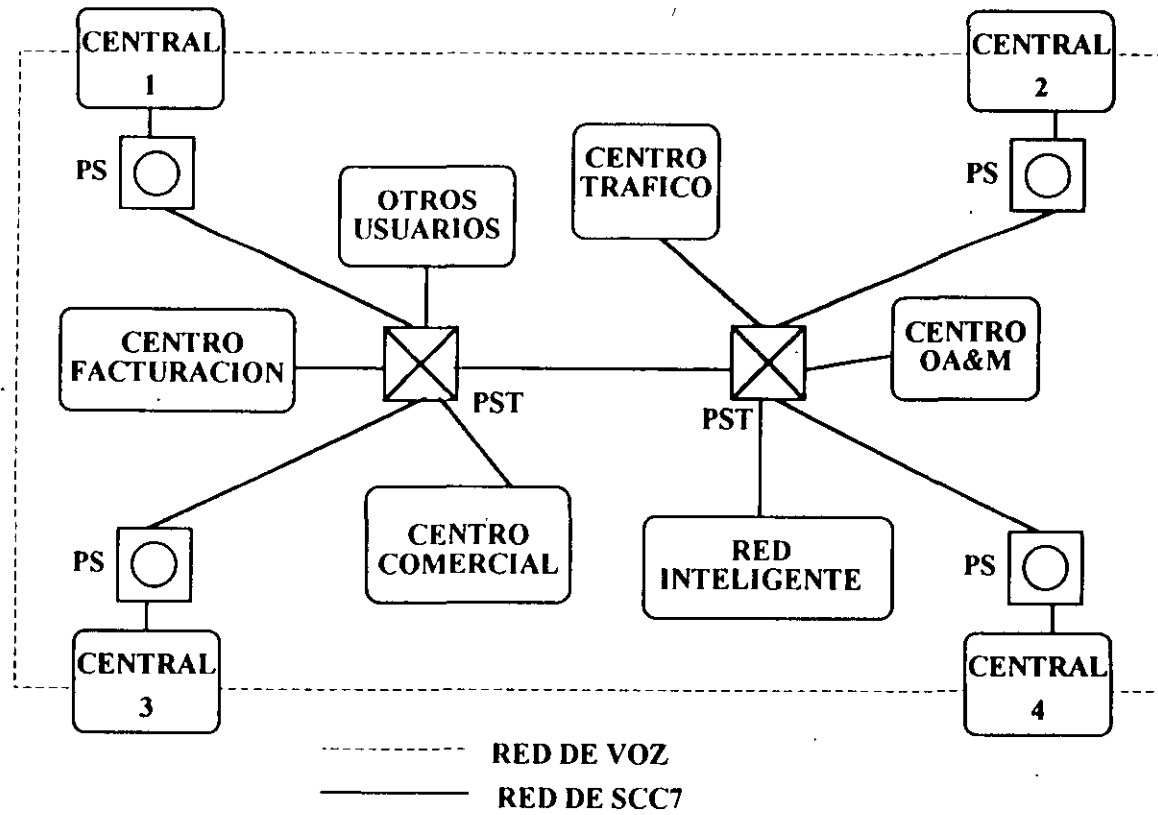 CENTRAL
1
CENTRAL
2
PS
PS
CENTRO
TRAFICO
OTROS
USUARIOS
CENTRO
FACTURACION
CENTRO
OA&M
PST
PST
CENTRO
COMERCIAL
RED
INTELIGENTE
PS
PS
CENTRAL
3
CENTRAL
4
RED DE VOZ
RED DE SCC7